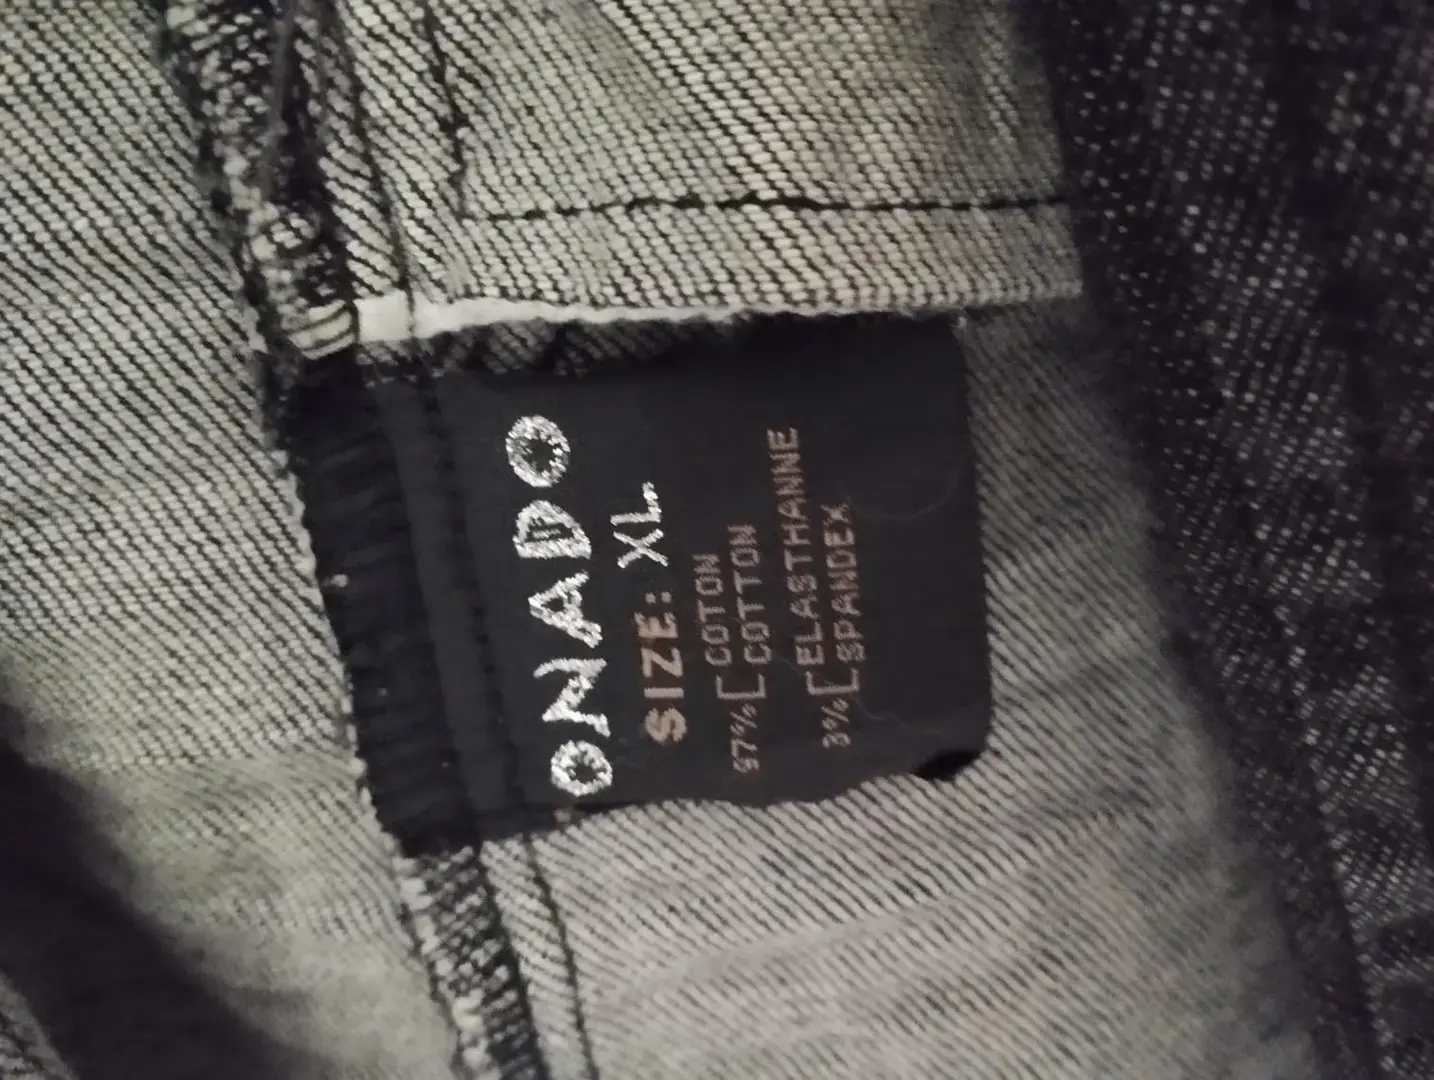 ONADO
SIZE: XL
97% [ COTON
COTTON
3% [ ELASTHANNE
SPANDEX